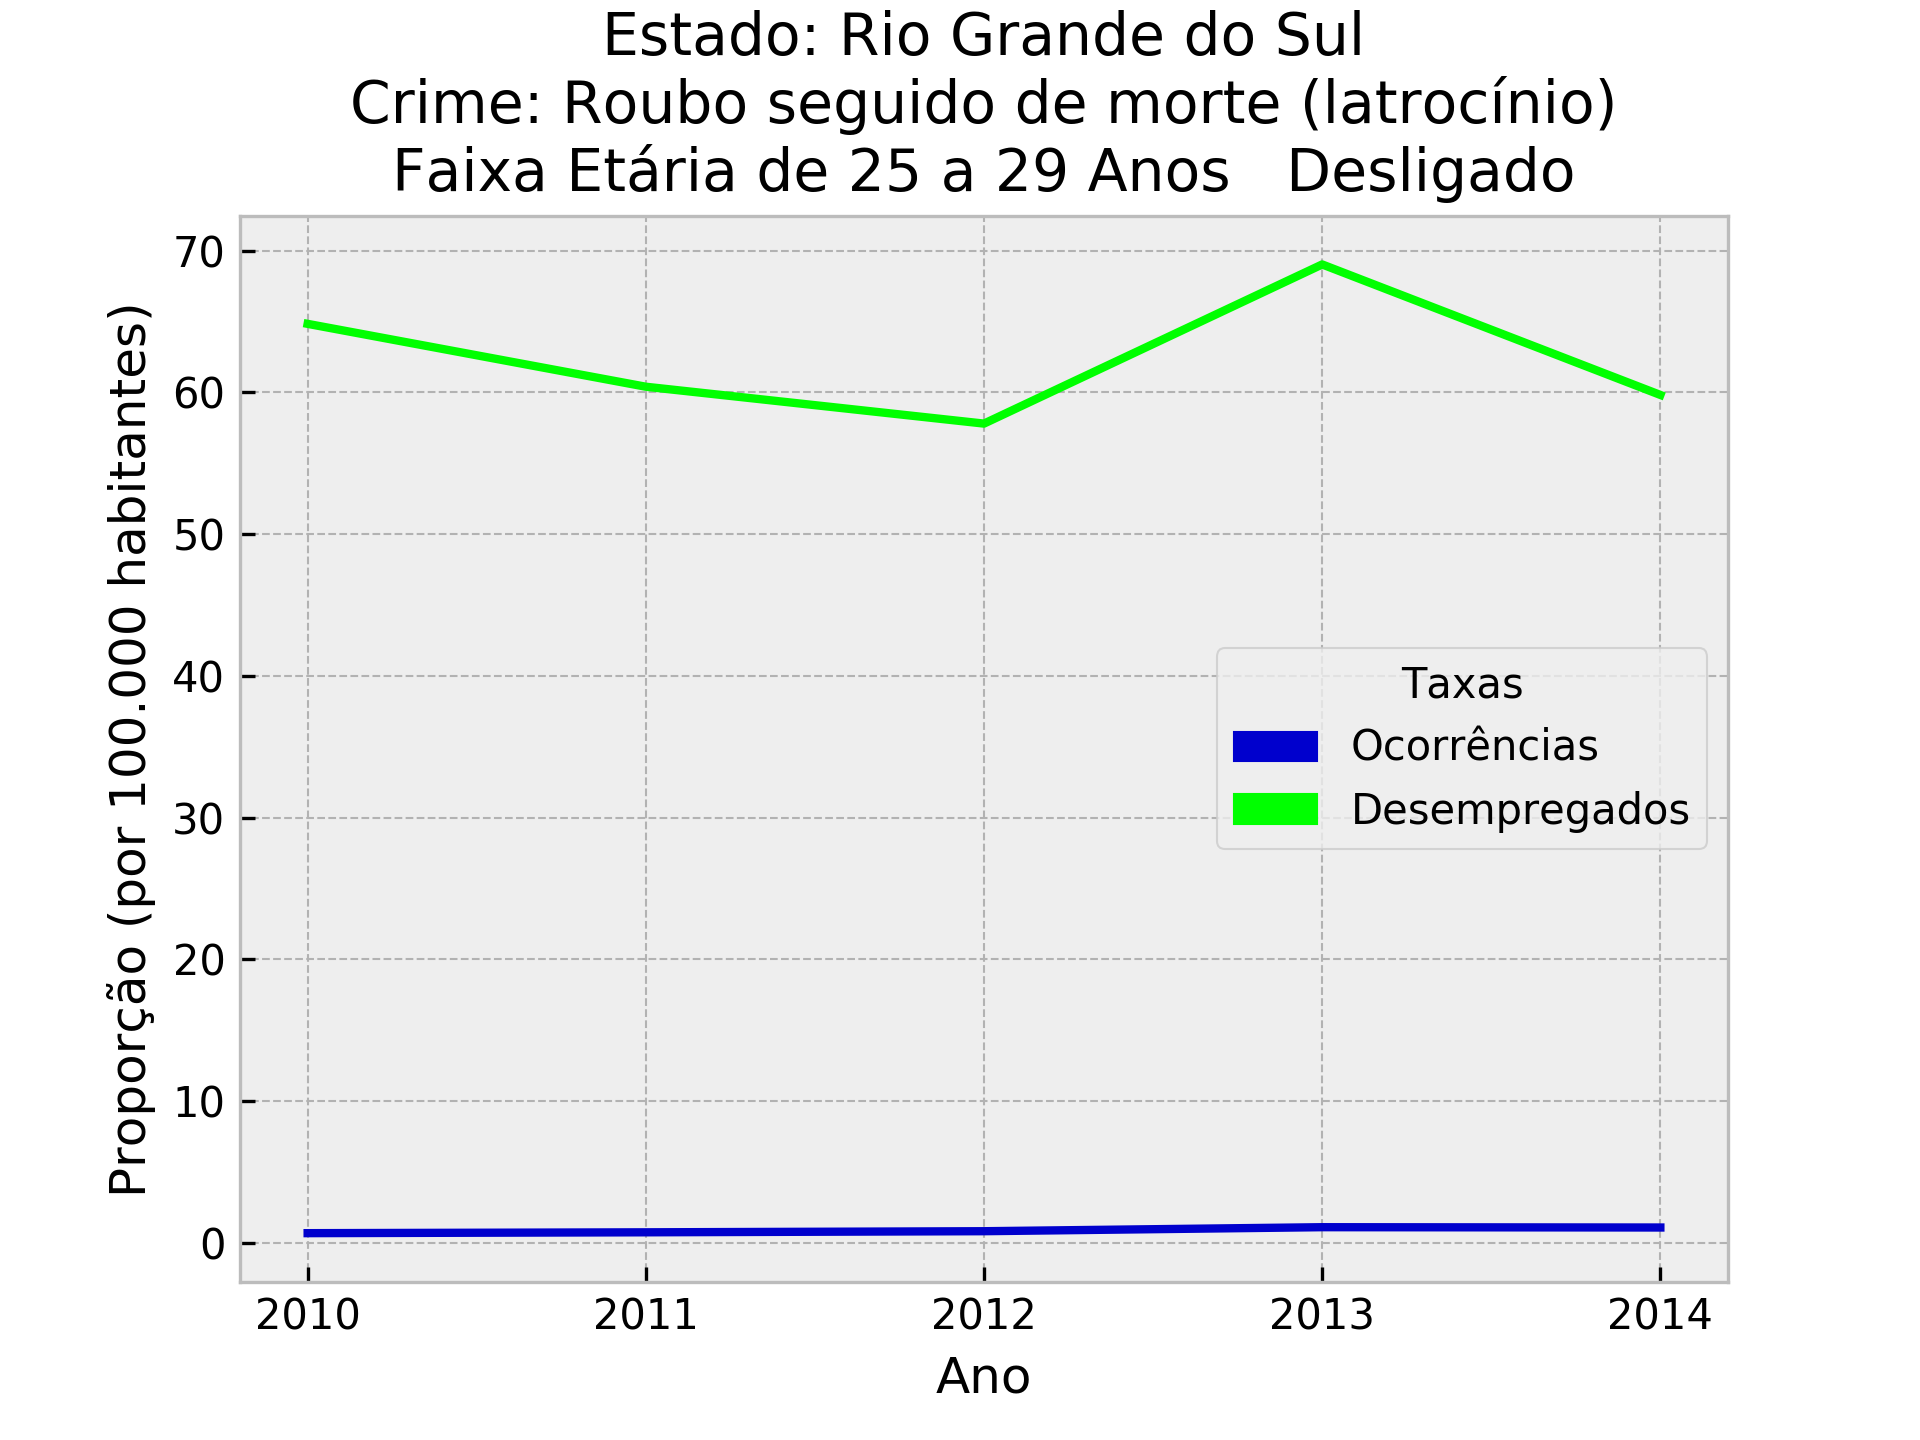 Estado: Rio Grande do Sul
Crime: Roubo seguido de morte (latrocínio)
Faixa Etária de 25 a 29 Anos   Desligado
Proporção (por 100.000 habitantes)
70
60
50
40
30
20
10
0
Taxas
Ocorrências
Desempregados
2010
2011
2012
2013
2014
Ano